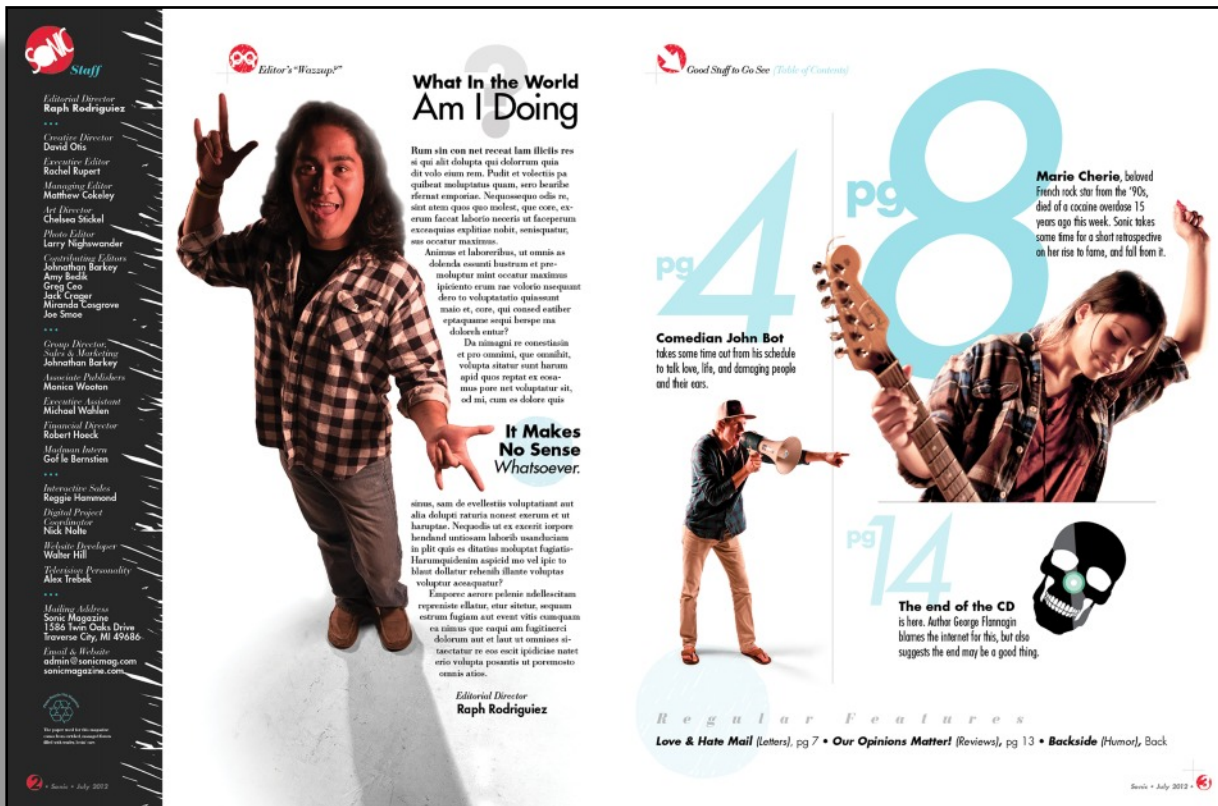 SONIC
Staff
Editorial Director
Raph Rodriguiez
Creative Director
David Otis
Executive Editor
Rachel Rupert
Managing Editor
Matthew Cokeley
Art Director
Chelsea Stickel
Photo Editor
Larry Nighswander
Contributing Editors
Johnathan Barkey
Amy Bedik
Greg Ceo
Jack Crager
Miranda Cosgrove
Joe Smoe
Group Director,
Sales & Marketing
Johnathan Barkey
Associate Publishers
Monica Wooton
Executive Assistant
Michael Wahlen
Financial Director
Robert Hoeck
Mailman Intern
Gof le Bernstien
Interactive Sales
Reggie Hammond
Digital Project
Coordinator
Nick Nolte
Website Developer
Walter Hill
Television Personality
Alex Trebek
Mailing Address
Sonic Magazine
1586 Twin Oaks Drive
Traverse City, MI 49686
Email & Website
admin@sonicmag.com
sonicmagazine.com
The paper used for this magazine
2 • Sonic • July 2012
Editor's "Wazzup?"
?
What In the World
Am I Doing
Rum sin con net receat lam iliciis res
si qui alit dolupta qui dolorrum quia
dit volo eium rem. Pudit et volectiis pa
quibeat moluptatus quam, sero bearibe
rfernat emporiae. Nequossequo odis re,
sint atem quos quo molest, que core, ex-
erum faccat laborio neceris ut faceperum
exceaquias explitiae nobit, senisquatur,
sus occatur maximus.
Animus et laboreribus, ut omnis as
dolenda essunti bustrum et pre-
moluptur mint occatur maximus
ipiciento erum rae volorio nsequunt
dero to voluptatatio quiassunt
maio et, core, qui consed eatiber
eptaquame sequi berspe ma
doloreh entur?
Da nimagni re conestiasin
et pro omnimi, que omnihit,
volupta sitatur sunt harum
apid quos reptat ex eosa-
mus pore net voluptatur sit,
od mi, cum es dolore quis
It Makes
No Sense
Whatsoever.
sinus, sam de evellestiis voluptatiant aut
alia dolupti raturia nonest exerum et ut
haruptae. Nequodis ut ex excerit iorpore
hendand untiosam laborib usanduciam
in plit quis es ditatius moluptat fugiatis-
Harumquidenim aspicid mo vel ipic to
blaut dollatur rehenih illante voluptas
voluptur aceaquatur?
Emporec aerore pelenie ndellescitam
repreniste ellatur, etur sitetur, sequam
estrum fugiam aut event vitis cumquam
ea nimus que eaqui am fugitiaerci
dolorum aut et laut ut omniaes si-
taectatur re eos escit ipidiciae natet
erio volupta posantis ut poremosto
omnis atios.
Editorial Director
Raph Rodriguiez
Good Stuff to Go See (Table of Contents)
pg 4
Comedian John Bot
takes some time out from his schedule
to talk love, life, and damaging people
and their ears.
pg 8
Marie Cherie, beloved
French rock star from the '90s,
died of a cocaine overdose 15
years ago this week. Sonic takes
some time for a short retrospective
on her rise to fame, and fall from it.
pg 14
The end of the CD
is here. Author George Flannagin
blames the internet for this, but also
suggests the end may be a good thing.
Regular Features
Love & Hate Mail (Letters), pg 7 • Our Opinions Matter! (Reviews), pg 13 • Backside (Humor), Back
Sonic • July 2012 • 3